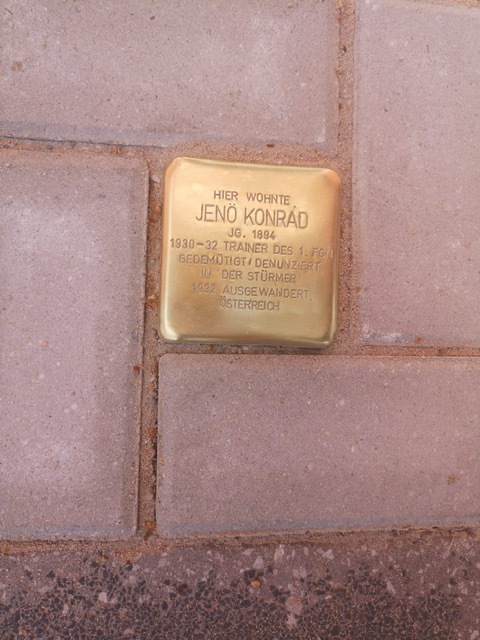 HIER WOHNTE
JENÖ KONRÁD
JG. 1894
1930-32 TRAINER DES 1. FCN
GEDEMÜTIGT/DENUNZIERT
IN 'DER STÜRMER'
1932 AUSGEWANDERT
ÖSTERREICH